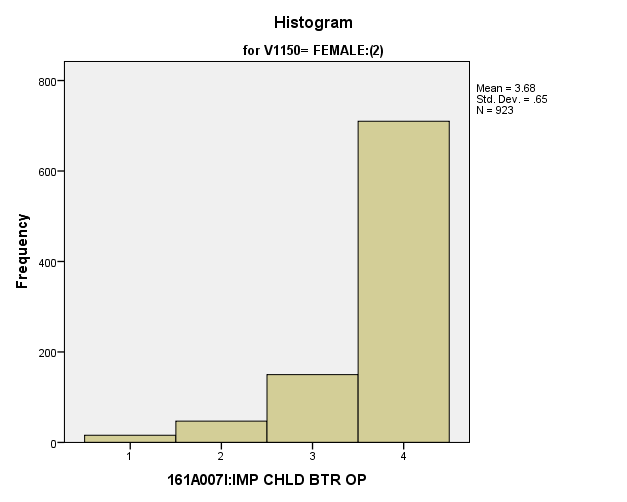 Histogram
for V1150= FEMALE:(2)
800
600
400
200
0
Frequency
1 2 3 4
161A007I:IMP CHLD BTR OP
Mean = 3.68
Std. Dev. = .65
N = 923